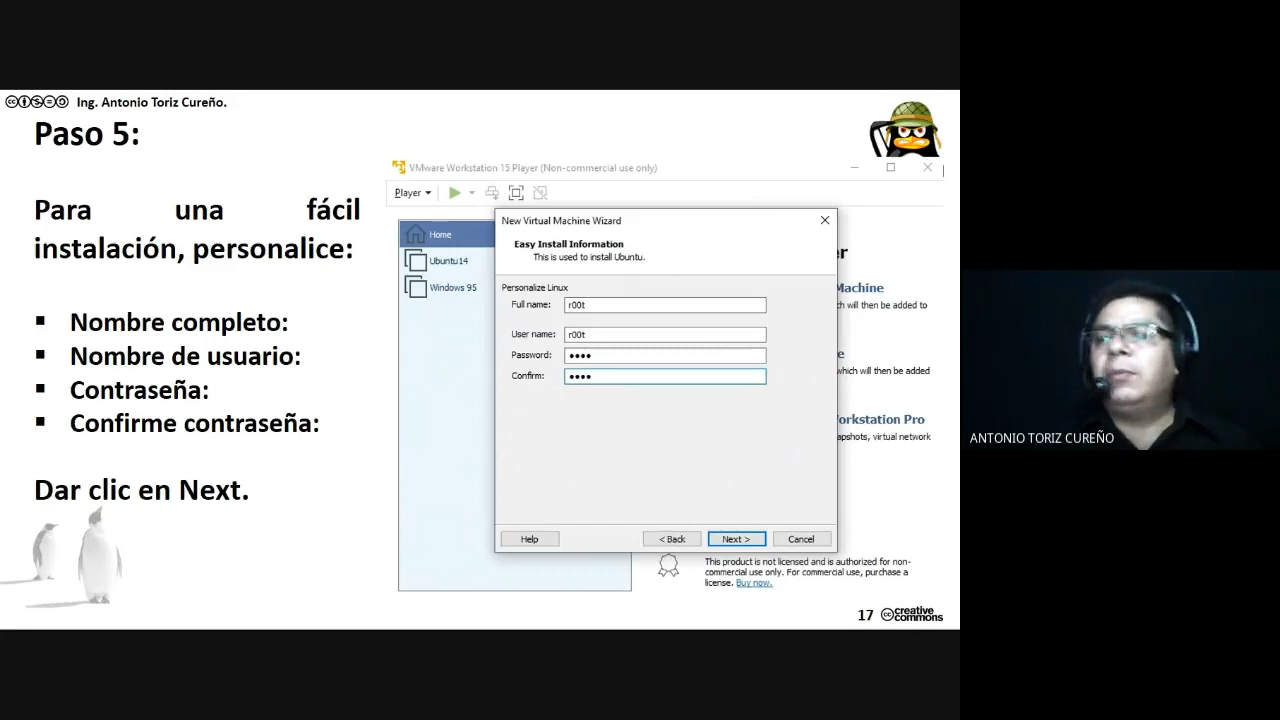 Ing. Antonio Toriz Cureño.
Paso 5:
Para una fácil
instalación, personalice:
▪ Nombre completo:
▪ Nombre de usuario:
▪ Contraseña:
▪ Confirme contraseña:
Dar clic en Next.
VMware Workstation 15 Player (Non-commercial use only)
Player
Home
Ubuntu14
Windows 95
New Virtual Machine Wizard
Easy Install Information
This is used to install Ubuntu.
Personalize Linux
Full name: r00t
User name: r00t
Password: ●●●●
Confirm: ●●●●
Help
< Back
Next >
Cancel
er
Machine
which will then be added to
e
which will then be added
orkstation Pro
apshots, virtual network
This product is not licensed and is authorized for non-
commercial use only. For commercial use, purchase a
license. Buy now.
17
cc creative
commons
ANTONIO TORIZ CUREÑO